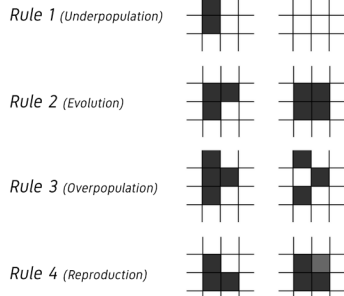 Rule 1 (Underpopulation)
Rule 2 (Evolution)
Rule 3 (Overpopulation)
Rule 4 (Reproduction)